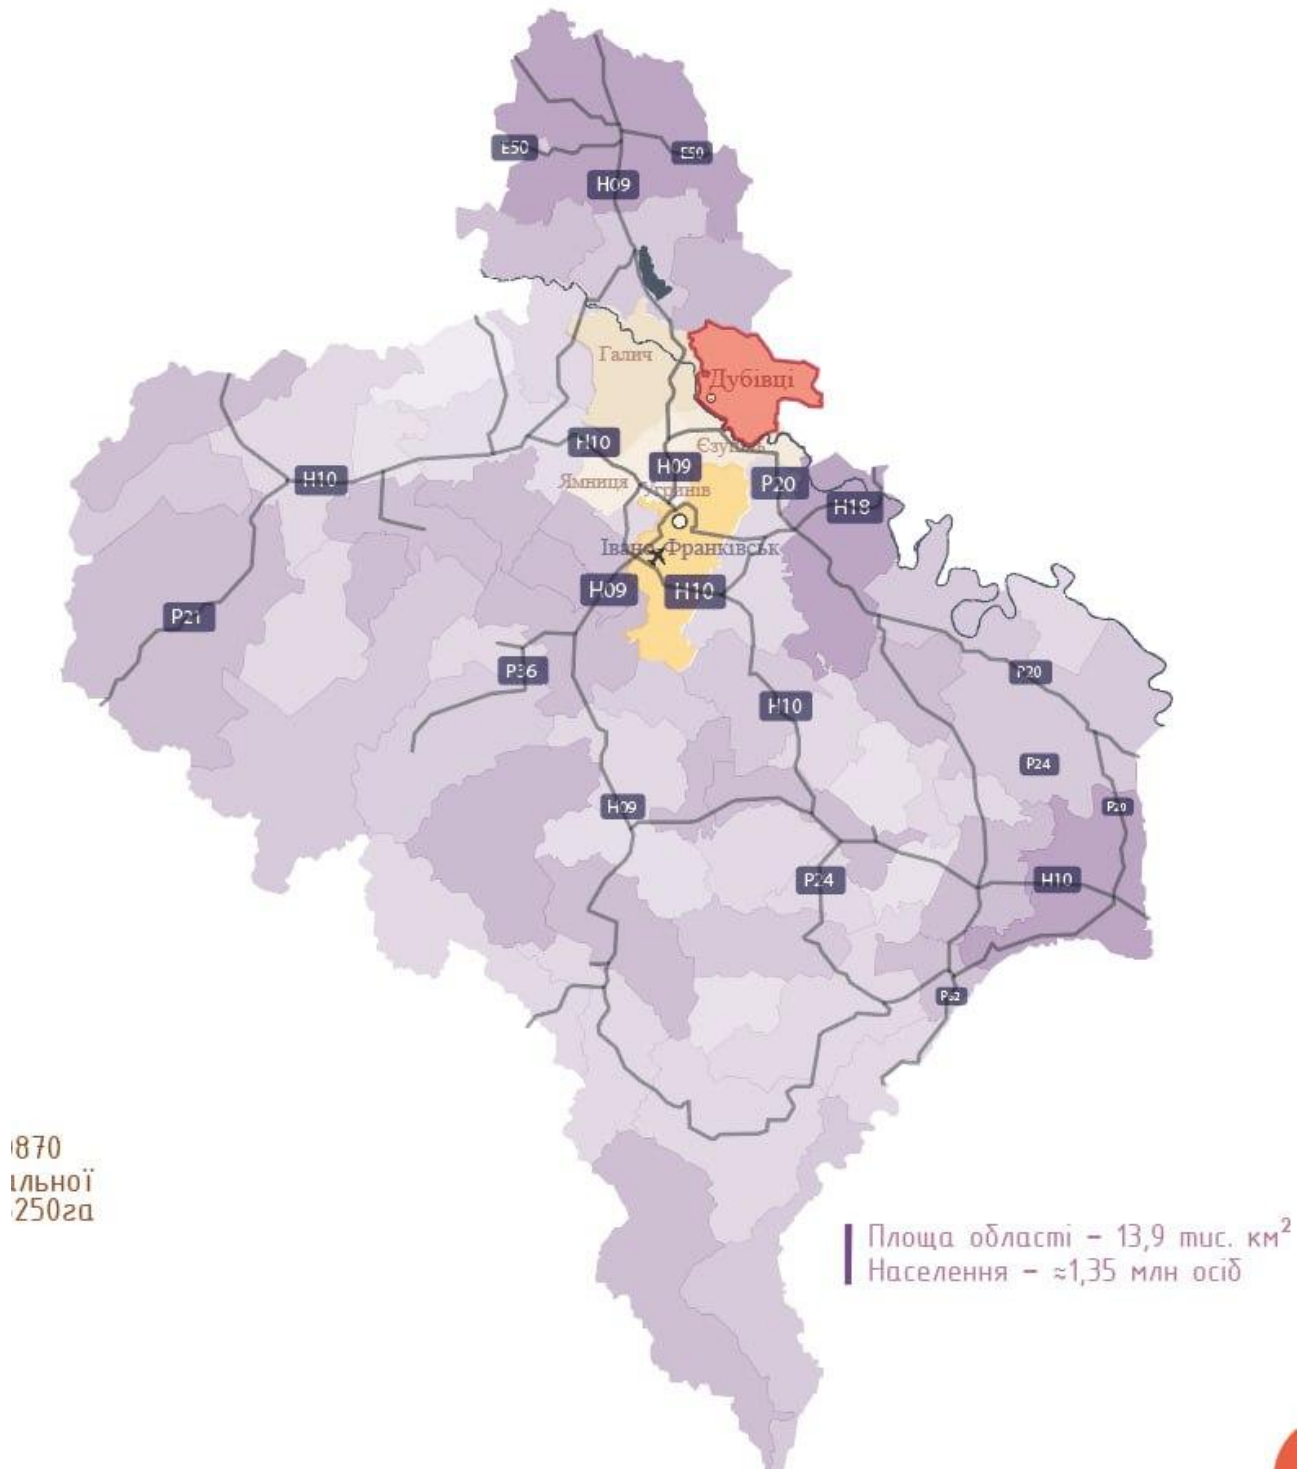 E50
E50
H09
Галич
Дубівці
H10
H09
Єзупіль
H10
Ямниця
Угринів
P20
H18
Івано-Франківськ
H09
H10
P21
P36
P20
H10
P24
H09
P20
P24
H10
P62
870
альної
250га
Площа області – 13,9 тис. км²
Населення – ≈1,35 млн осіб